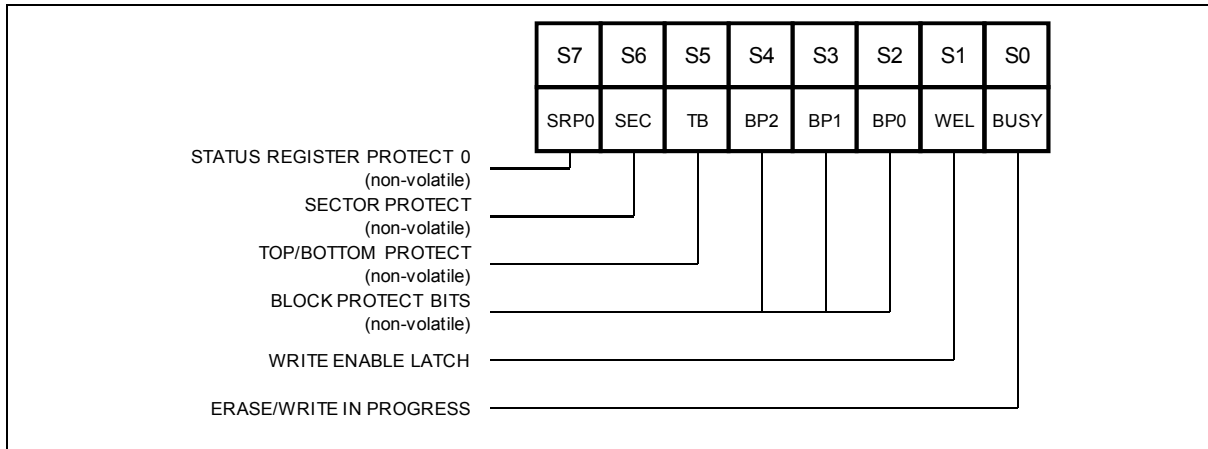 S7 S6 S5 S4 S3 S2 S1 S0
SRP0 SEC TB BP2 BP1 BP0 WEL BUSY
STATUS REGISTER PROTECT 0
(non-volatile)
SECTOR PROTECT
(non-volatile)
TOP/BOTTOM PROTECT
(non-volatile)
BLOCK PROTECT BITS
(non-volatile)
WRITE ENABLE LATCH
ERASE/WRITE IN PROGRESS